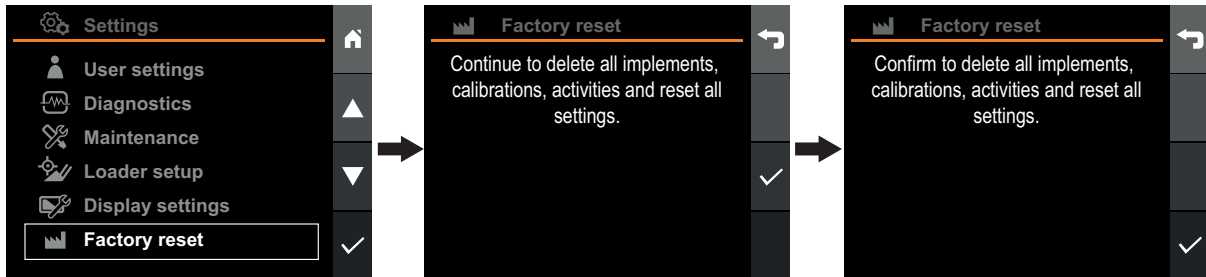 Settings
User settings
Diagnostics
Maintenance
Loader setup
Display settings
Factory reset
Factory reset
Continue to delete all implements,
calibrations, activities and reset all
settings.
Factory reset
Confirm to delete all implements,
calibrations, activities and reset all
settings.